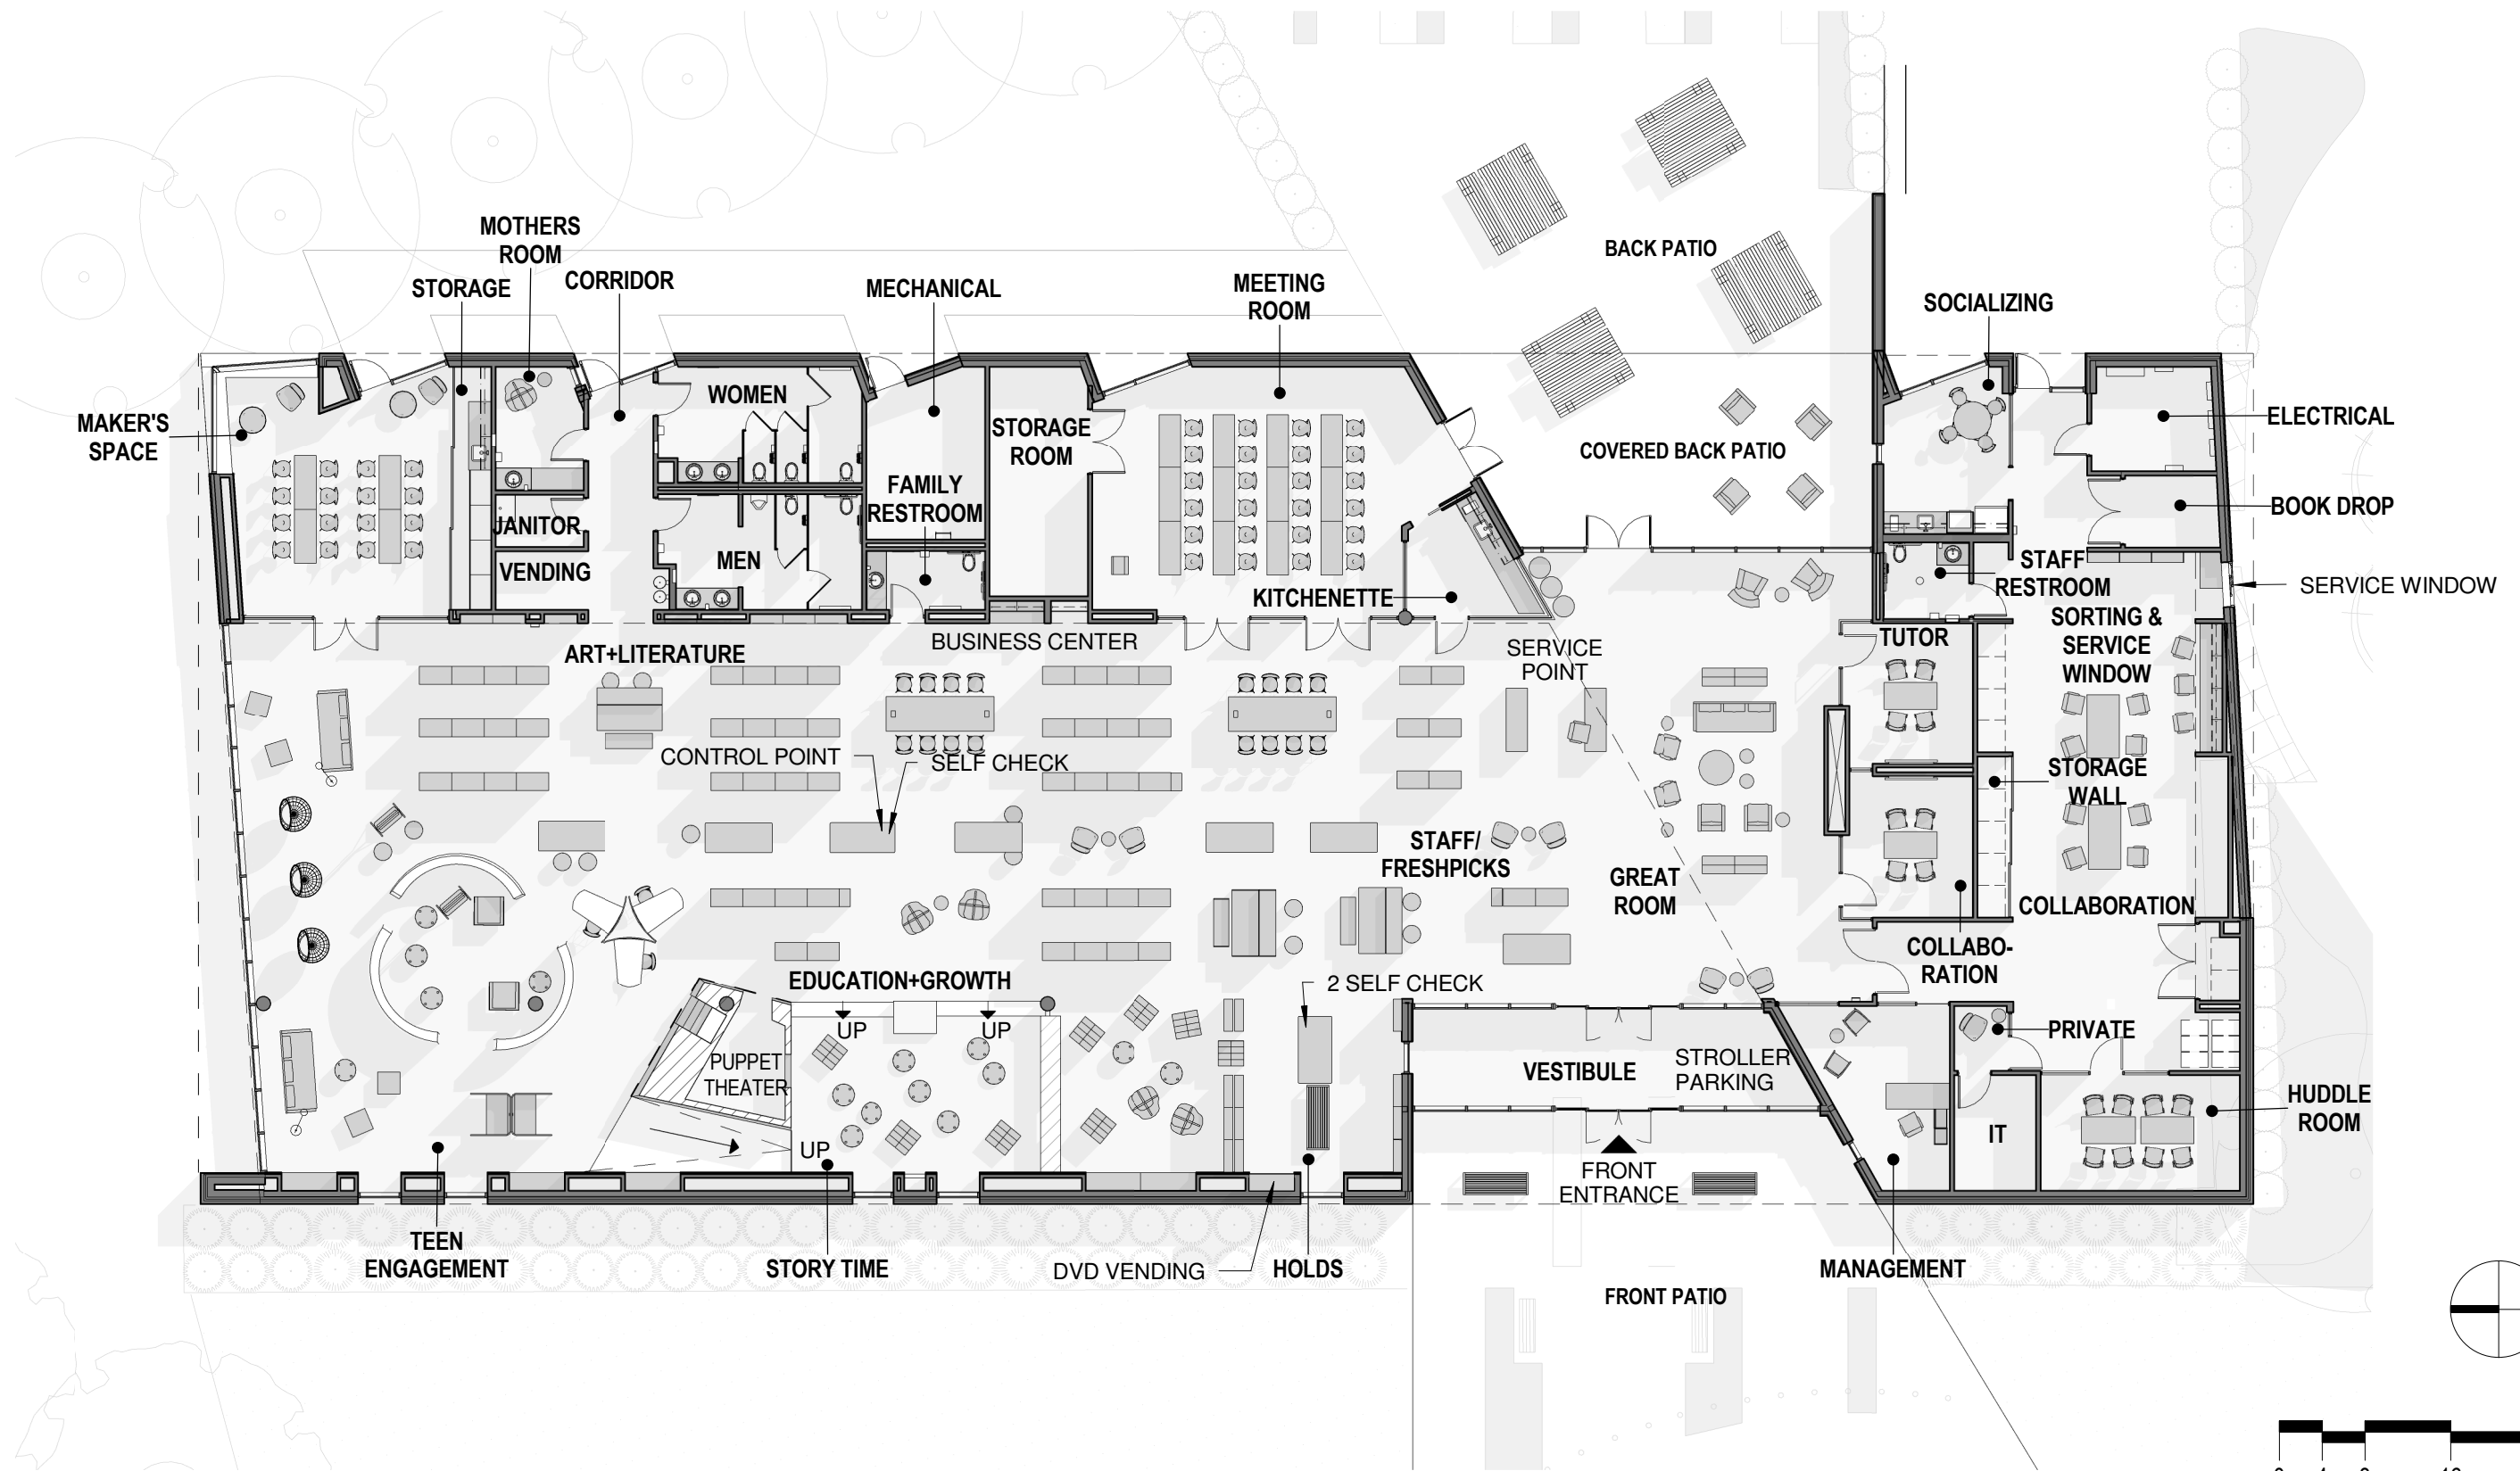 MOTHERS
ROOM
STORAGE
CORRIDOR
MECHANICAL
MEETING
ROOM
BACK PATIO
SOCIALIZING
MAKER'S
SPACE
WOMEN
STORAGE
ROOM
COVERED BACK PATIO
ELECTRICAL
FAMILY
RESTROOM
BOOK DROP
JANITOR
VENDING
MEN
KITCHENETTE
STAFF
RESTROOM
SERVICE WINDOW
SORTING &
SERVICE
WINDOW
ART+LITERATURE
BUSINESS CENTER
SERVICE
POINT
TUTOR
CONTROL POINT
SELF CHECK
STORAGE
WALL
STAFF/
FRESHPICKS
GREAT
ROOM
COLLABORATION
COLLABO-
RATION
EDUCATION+GROWTH
2 SELF CHECK
UP
UP
PUPPET
THEATER
VESTIBULE
STROLLER
PARKING
PRIVATE
HUDDLE
ROOM
IT
UP
FRONT
ENTRANCE
TEEN
ENGAGEMENT
STORY TIME
DVD VENDING
HOLDS
MANAGEMENT
FRONT PATIO